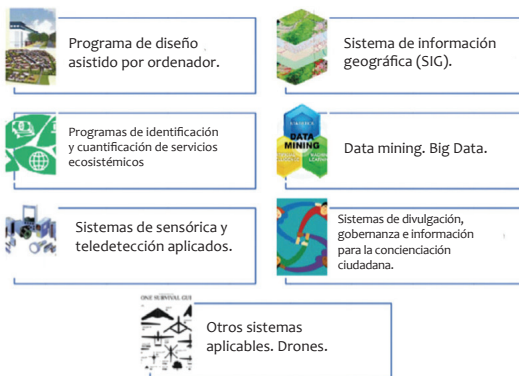 Programa de diseño
asistido por ordenador.
Sistema de información
geográfica (SIG).
Programas de identificación
y cuantificación de servicios
ecosistémicos
DATA
MINING
Data mining. Big Data.
Sistemas de sensórica y
teledetección aplicados.
Sistemas de divulgación,
gobernanza e información
para la concienciación
ciudadana.
Otros sistemas
aplicables. Drones.